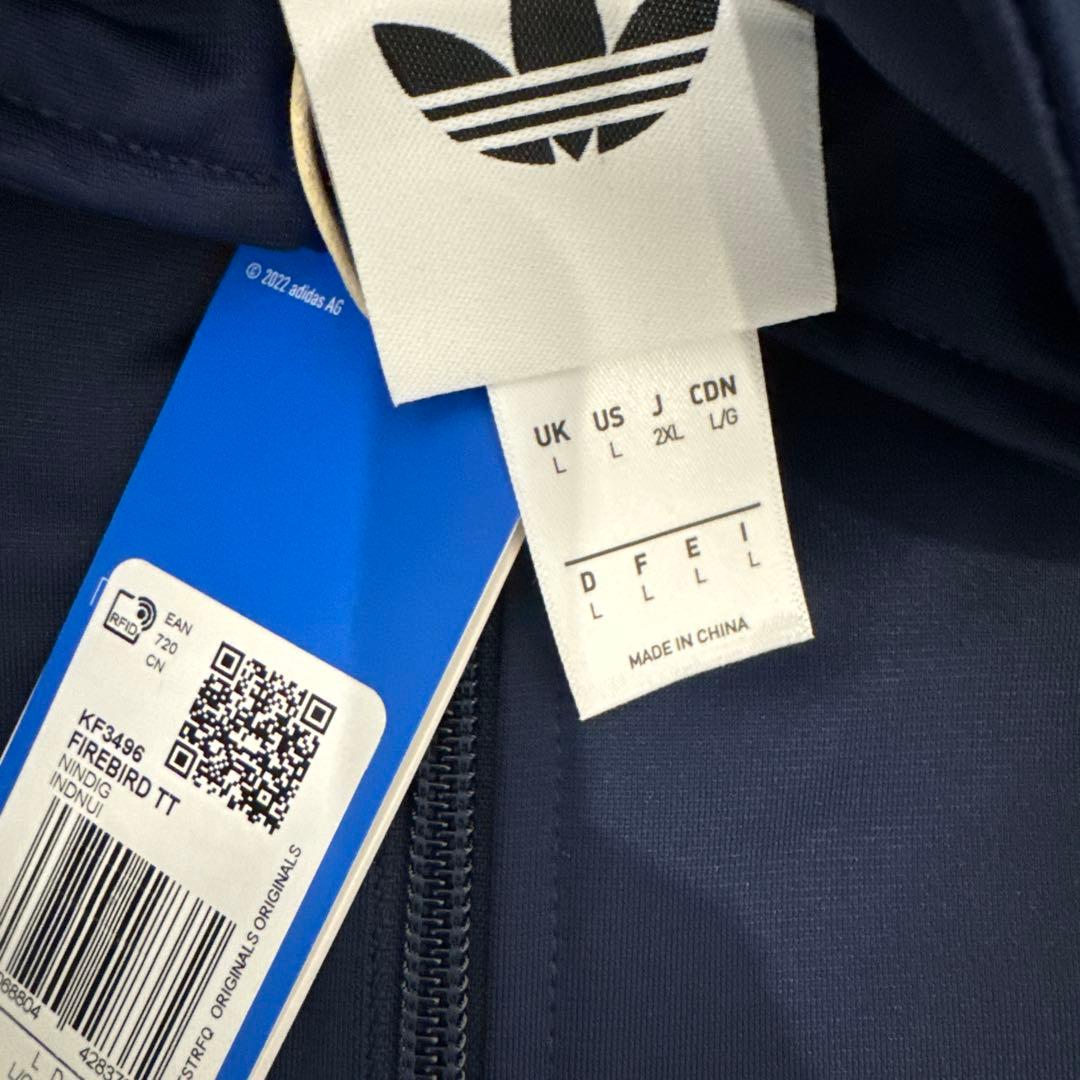 © 2022 adidas AG
UK US J CDN
L L 2XL L/G
D F E I
L L L L
MADE IN CHINA
RFID
EAN
720
CN
KF3496
FIREBIRD TT
NINDIG
INDNUI
ORIGINALS ORIGINALS
68804
L D